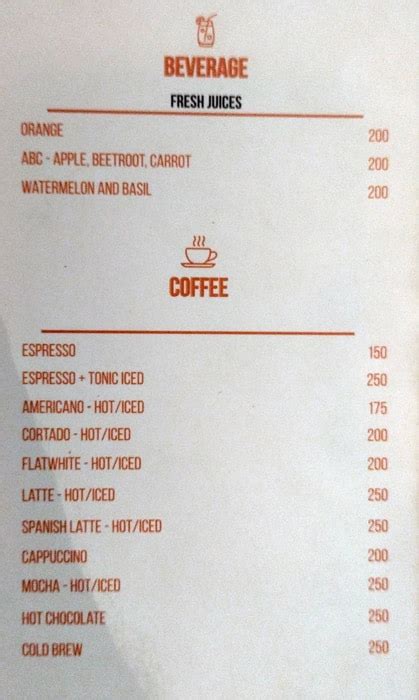 BEVERAGE
FRESH JUICES
ORANGE 200
ABC - APPLE, BEETROOT, CARROT 200
WATERMELON AND BASIL 200
COFFEE
ESPRESSO 150
ESPRESSO + TONIC ICED 250
AMERICANO - HOT/ICED 175
CORTADO - HOT/ICED 200
FLATWHITE - HOT/ICED 200
LATTE - HOT/ICED 250
SPANISH LATTE - HOT/ICED 250
CAPPUCCINO 200
MOCHA - HOT/ICED 250
HOT CHOCOLATE 250
COLD BREW 250